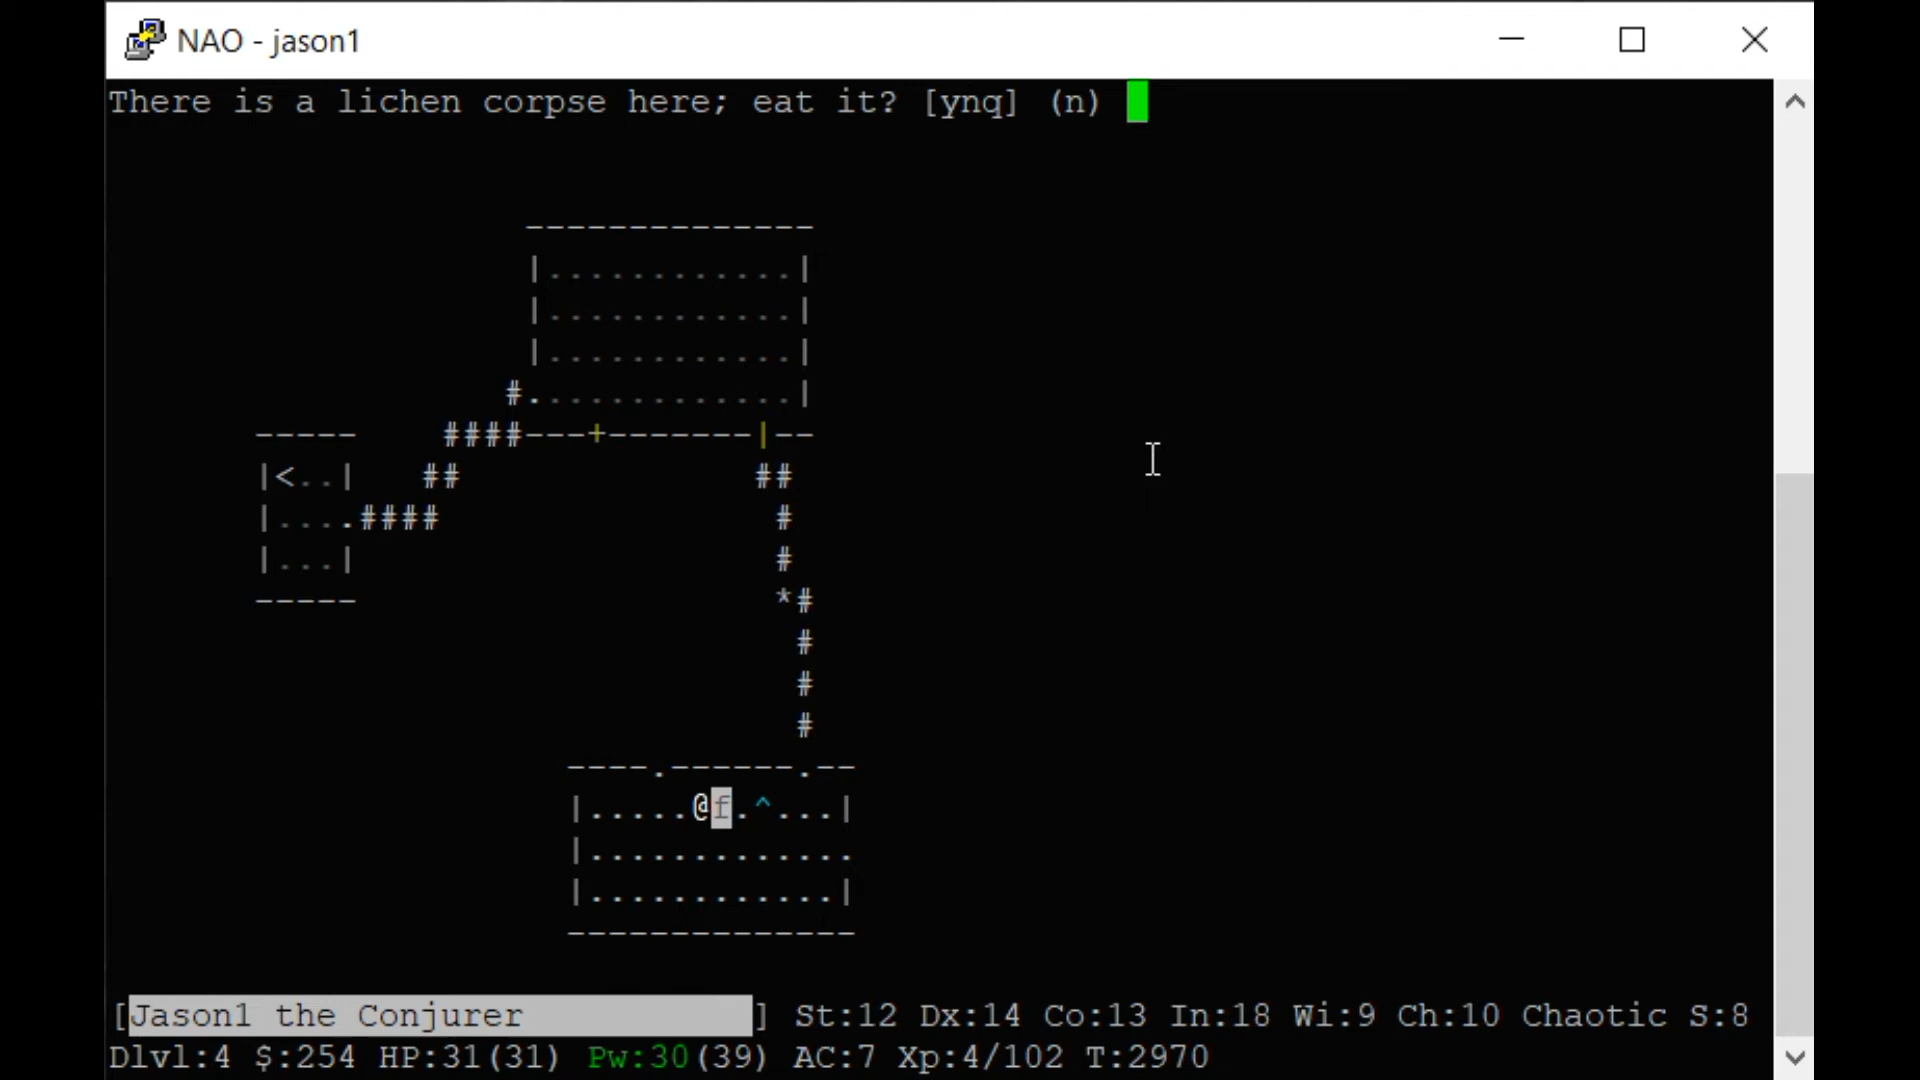 NAO - jason1
There is a lichen corpse here; eat it? [ynq] (n)
--------------
|............|
|............|
|............|
#.............|
----- ####---+-------|--
|<..| ## ##
|....#### #
|...| #
----- *#
#
#
#
----.------.--
|.....@f.^...|
|.............
|............|
--------------
[Jason1 the Conjurer ] St:12 Dx:14 Co:13 In:18 Wi:9 Ch:10 Chaotic S:8
Dlvl:4 $:254 HP:31(31) Pw:30(39) AC:7 Xp:4/102 T:2970